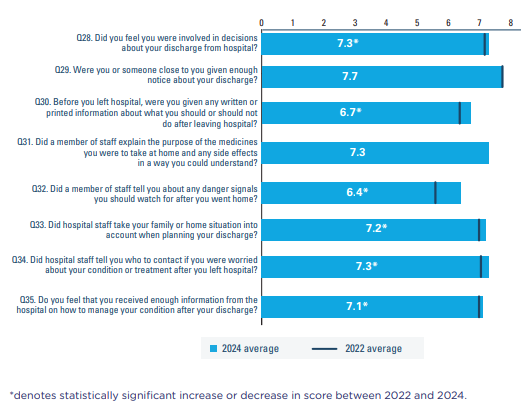 0 1 2 3 4 5 6 7 8
Q28. Did you feel you were involved in decisions
about your discharge from hospital?
7.3*
Q29. Were you or someone close to you given enough
notice about your discharge?
7.7
Q30. Before you left hospital, were you given any written or
printed information about what you should or should not
do after leaving hospital?
6.7*
Q31. Did a member of staff explain the purpose of the medicines
you were to take at home and any side effects
in a way you could understand?
7.3
Q32. Did a member of staff tell you about any danger signals
you should watch for after you went home?
6.4*
Q33. Did hospital staff take your family or home situation into
account when planning your discharge?
7.2*
Q34. Did hospital staff tell you who to contact if you were worried
about your condition or treatment after you left hospital?
7.3*
Q35. Do you feel that you received enough information from the
hospital on how to manage your condition after your discharge?
7.1*
2024 average 2022 average
*denotes statistically significant increase or decrease in score between 2022 and 2024.